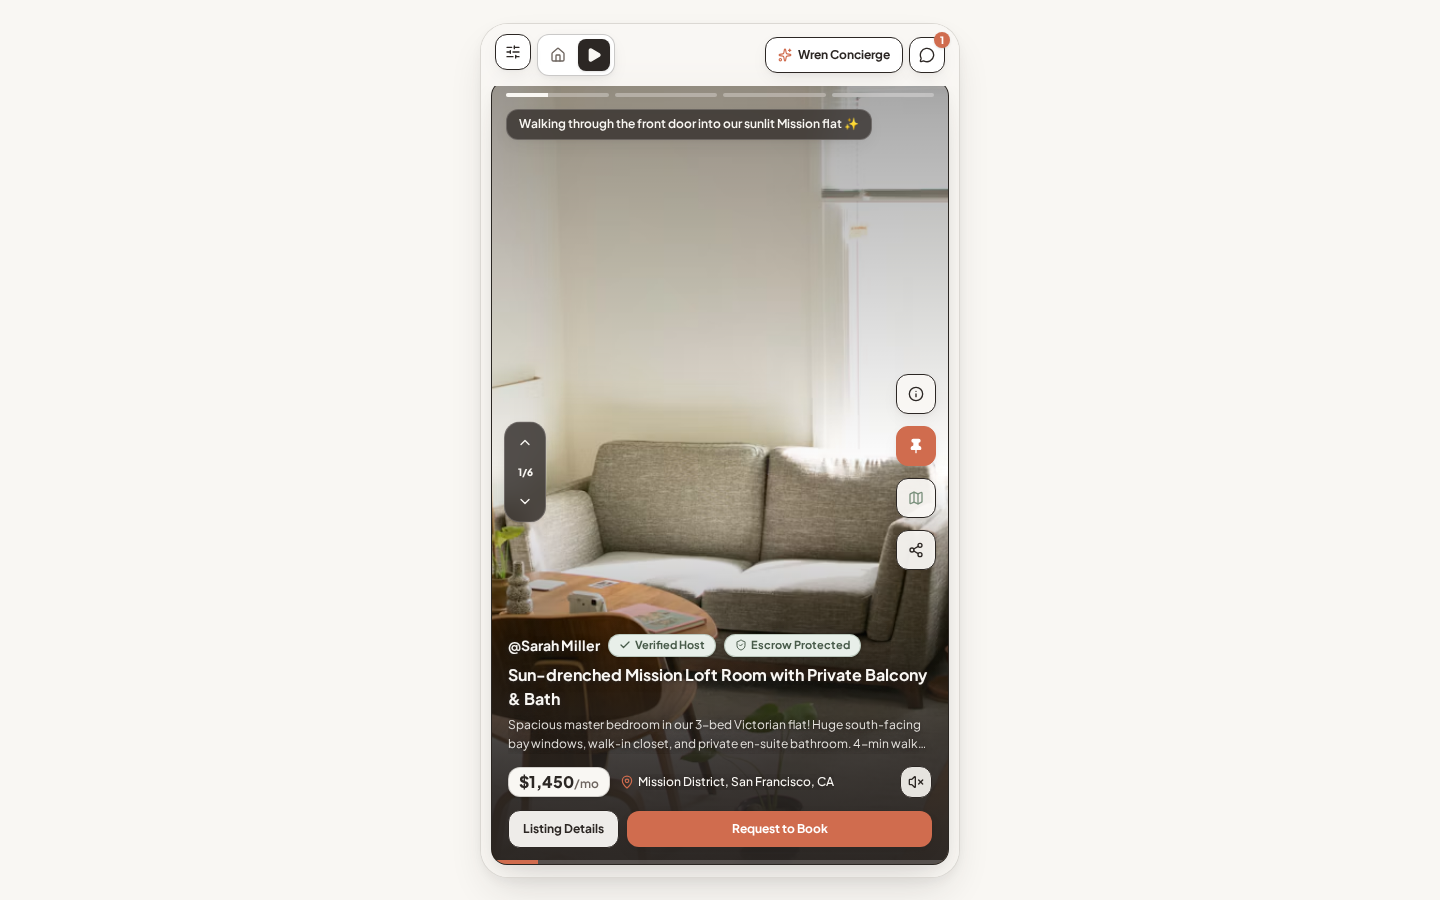 Wren Concierge
1
Walking through the front door into our sunlit Mission flat ✨
1/6
@Sarah Miller
Verified Host
Escrow Protected
Sun-drenched Mission Loft Room with Private Balcony
& Bath
Spacious master bedroom in our 3-bed Victorian flat! Huge south-facing
bay windows, walk-in closet, and private en-suite bathroom. 4-min walk…
$1,450/mo
Mission District, San Francisco, CA
Listing Details
Request to Book